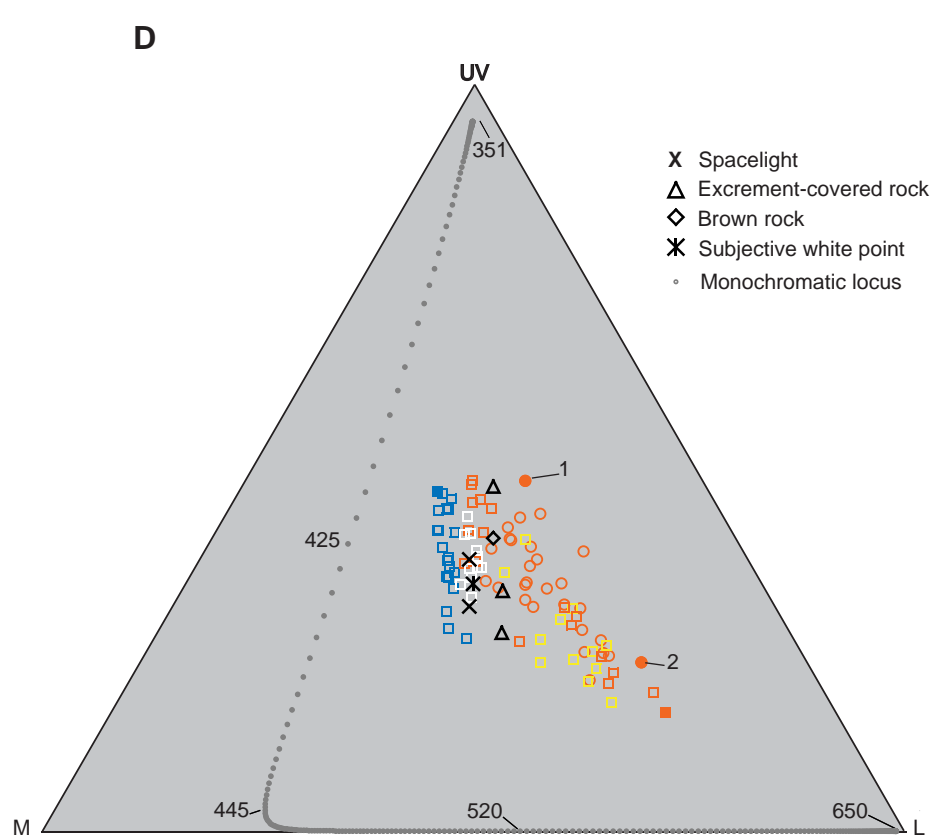 D
UV
351
X Spacelight
Excrement-covered rock
Brown rock
Subjective white point
Monochromatic locus
1
425
2
445
520
650
M
L